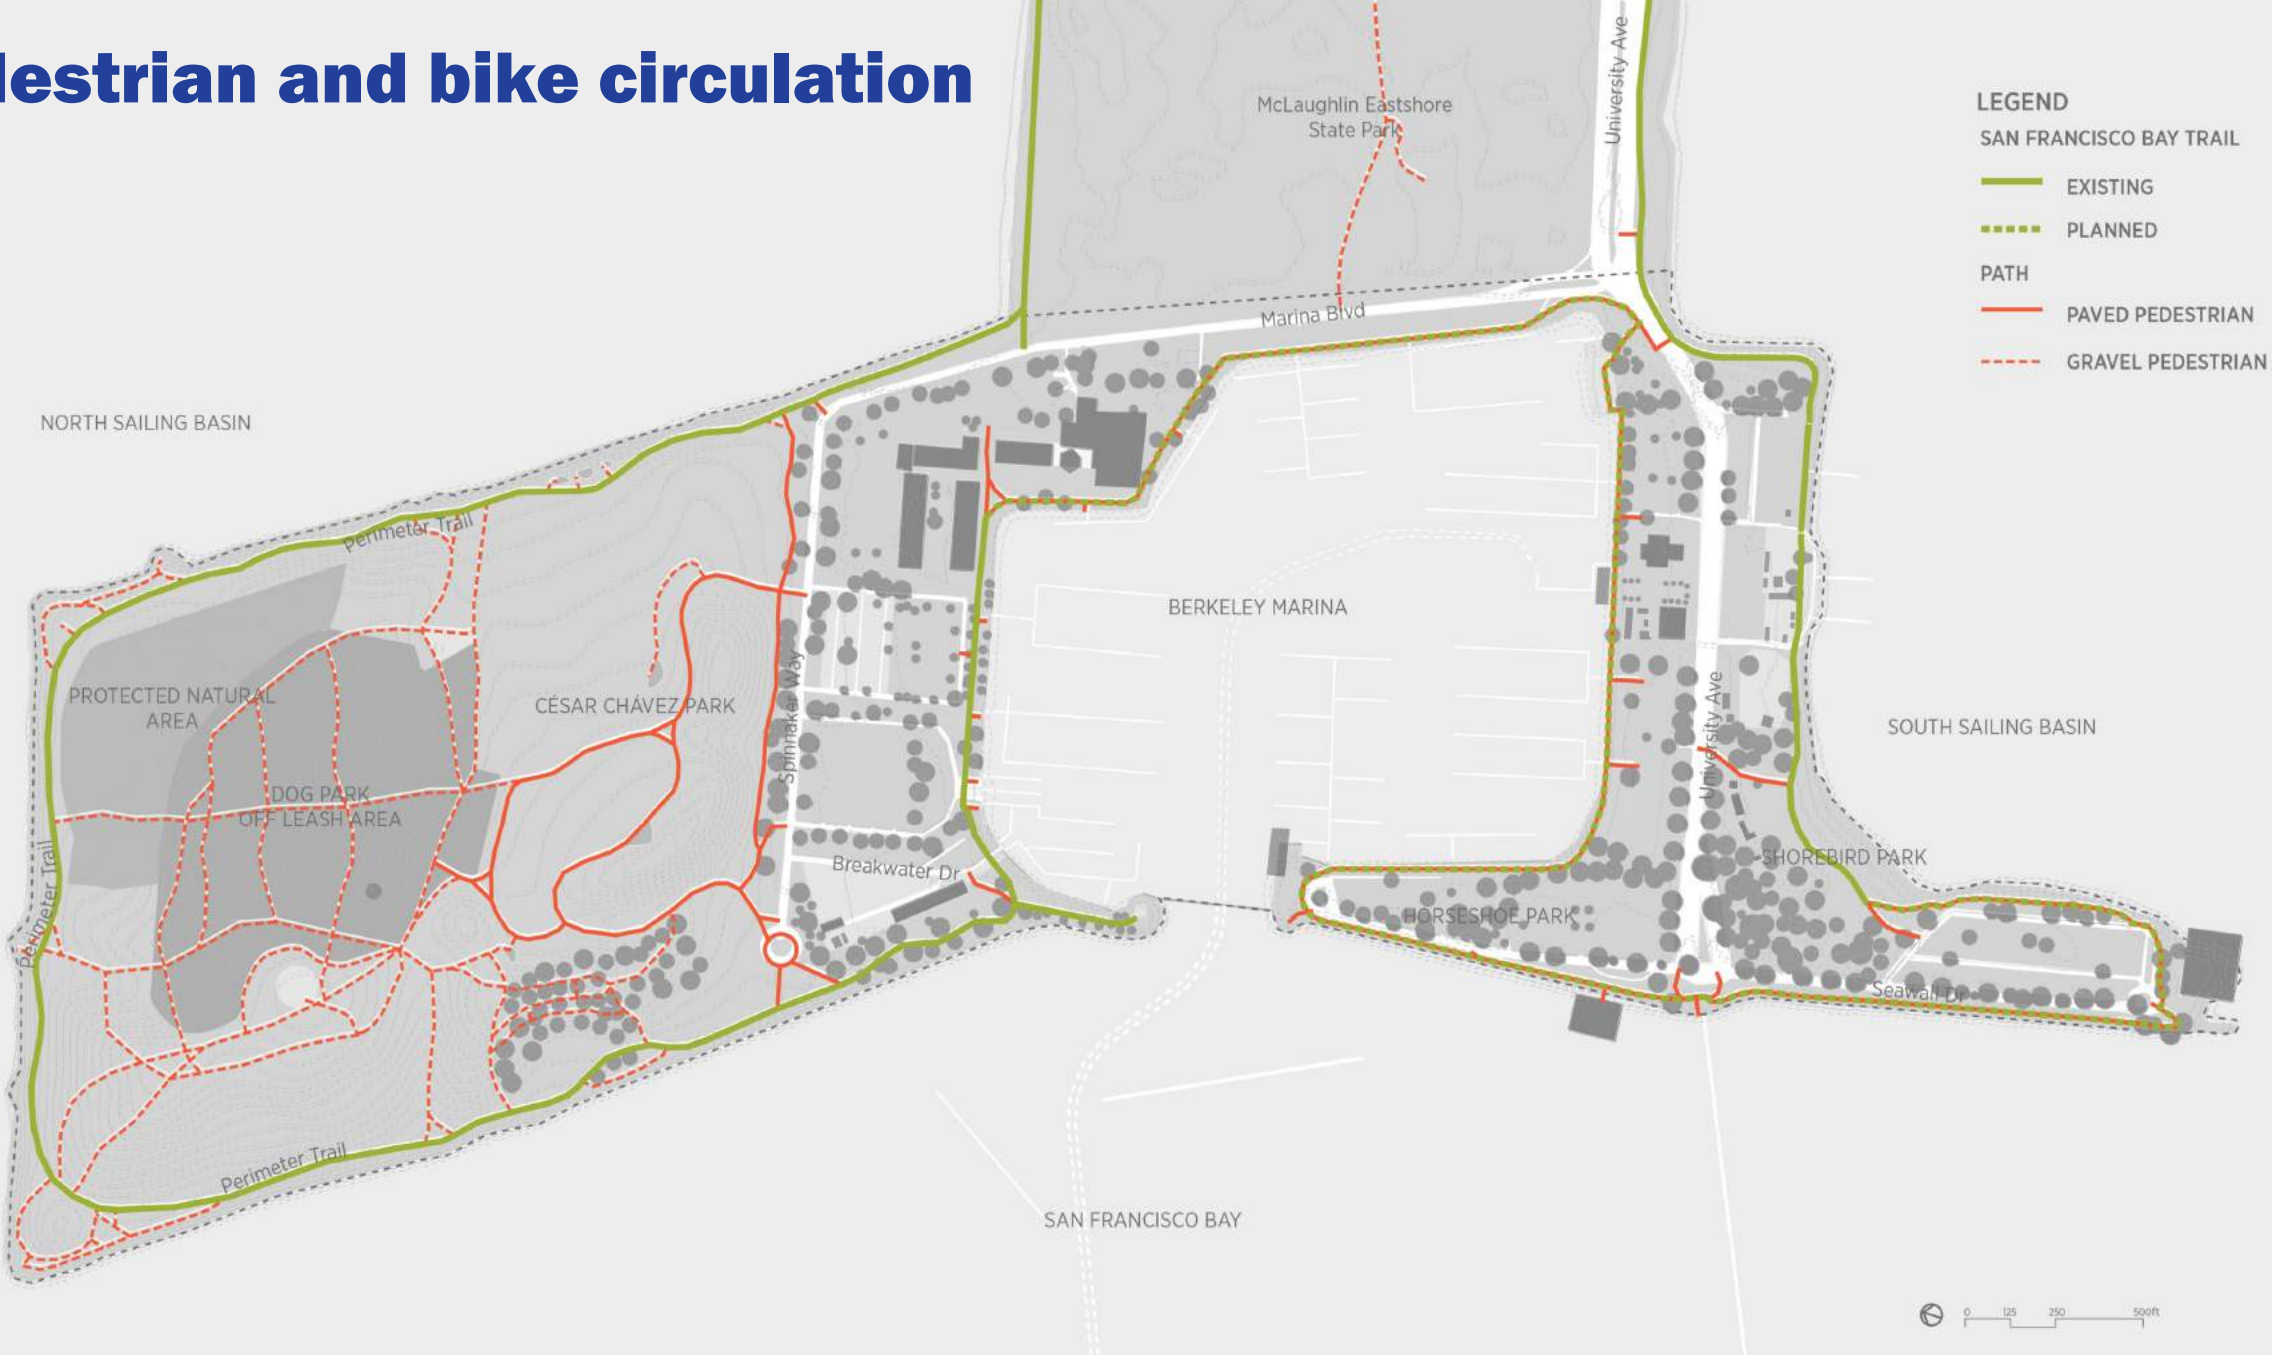 destrian and bike circulation
LEGEND
SAN FRANCISCO BAY TRAIL
EXISTING
PLANNED
PATH
PAVED PEDESTRIAN
GRAVEL PEDESTRIAN
McLaughlin Eastshore
State Park
University Ave
Marina Blvd
NORTH SAILING BASIN
Perimeter Trail
BERKELEY MARINA
PROTECTED NATURAL
AREA
CÉSAR CHÁVEZ PARK
Spinnaker Way
University Ave
SOUTH SAILING BASIN
DOG PARK
OFF LEASH AREA
Perimeter Trail
Breakwater Dr
SHOREBIRD PARK
HORSESHOE PARK
Seawall Dr
Perimeter Trail
SAN FRANCISCO BAY
0 125 250 500ft